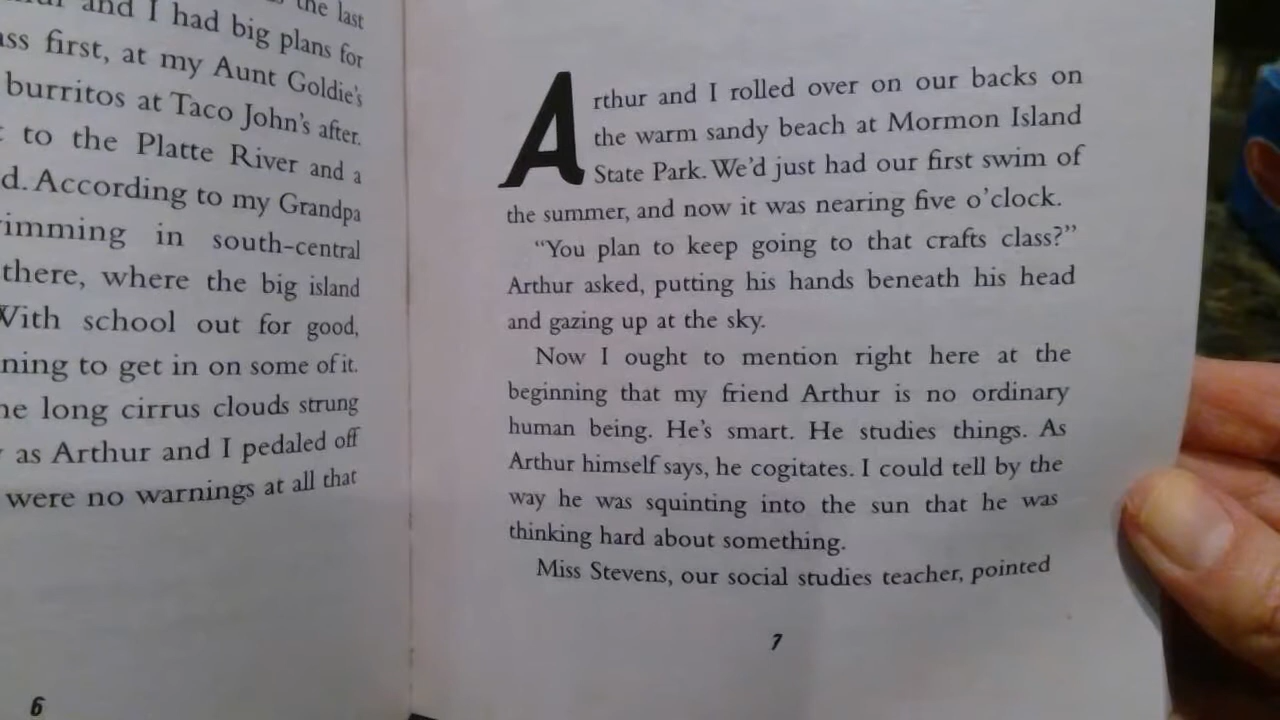 the last
and I had big plans for
first, at my Aunt Goldie's
burritos at Taco John's after.
to the Platte River and a
According to my Grandpa
in south-central
there, where the big island
With school out for good,
to get in on some of it.
long cirrus clouds strung
as Arthur and I pedaled off
were no warnings at all that
6
Arthur and I rolled over on our backs on
the warm sandy beach at Mormon Island
State Park. We'd just had our first swim of
the summer, and now it was nearing five o'clock.
“You plan to keep going to that crafts class?”
Arthur asked, putting his hands beneath his head
and gazing up at the sky.
Now I ought to mention right here at the
beginning that my friend Arthur is no ordinary
human being. He's smart. He studies things. As
Arthur himself says, he cogitates. I could tell by the
way he was squinting into the sun that he was
thinking hard about something.
Miss Stevens, our social studies teacher, pointed
7